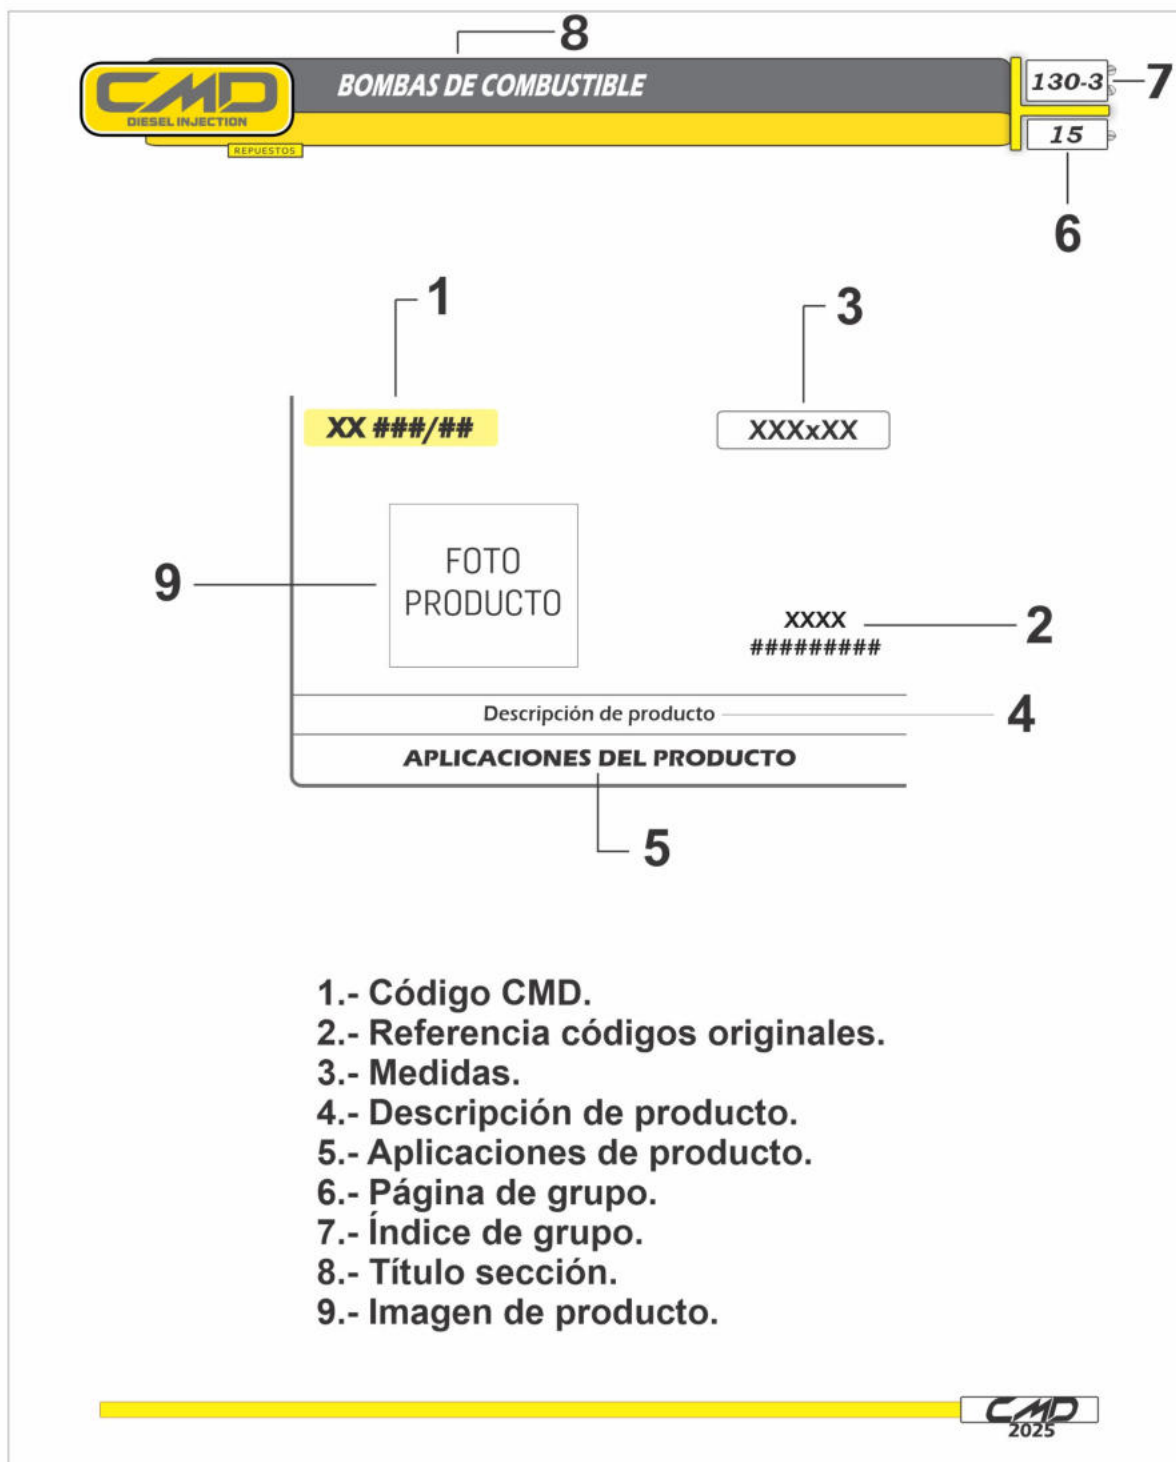 8
BOMBAS DE COMBUSTIBLE
130-3
7
CMD
DIESEL INJECTION
REPUESTOS
15
6
1
3
XX ###/##
XXXxXX
FOTO
PRODUCTO
9
XXXX
#########
2
Descripción de producto
4
APLICACIONES DEL PRODUCTO
5
1.- Código CMD.
2.- Referencia códigos originales.
3.- Medidas.
4.- Descripción de producto.
5.- Aplicaciones de producto.
6.- Página de grupo.
7.- Índice de grupo.
8.- Título sección.
9.- Imagen de producto.
CMD
2025